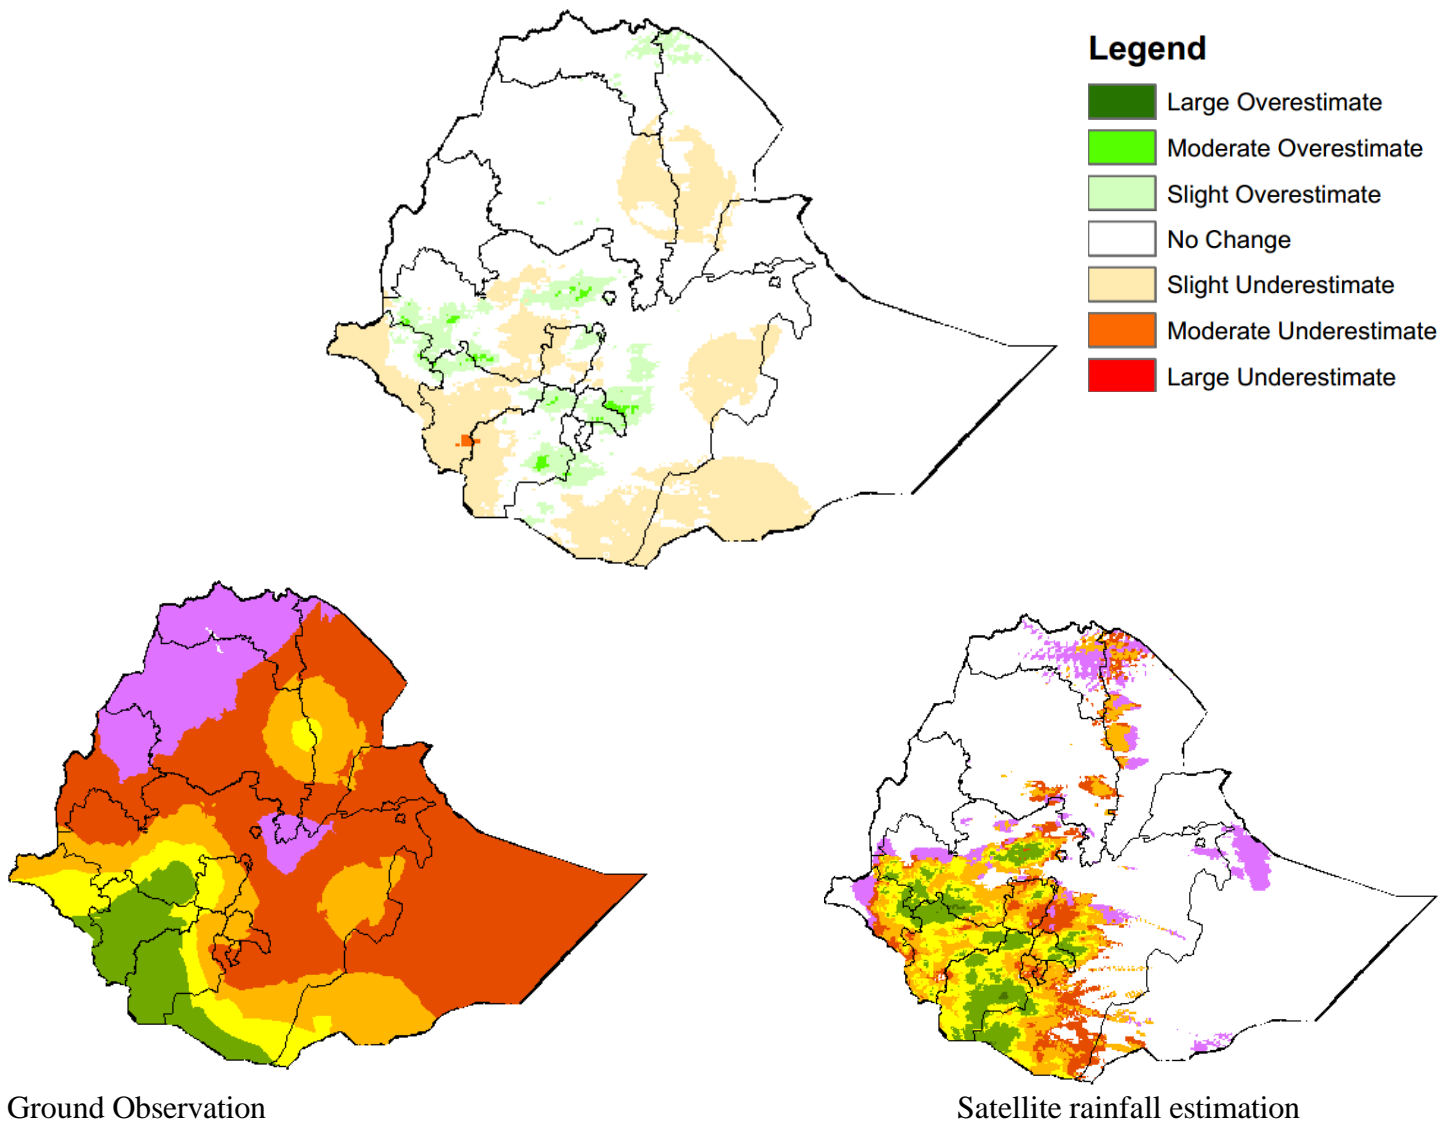 Legend
Large Overestimate
Moderate Overestimate
Slight Overestimate
No Change
Slight Underestimate
Moderate Underestimate
Large Underestimate
Ground Observation
Satellite rainfall estimation